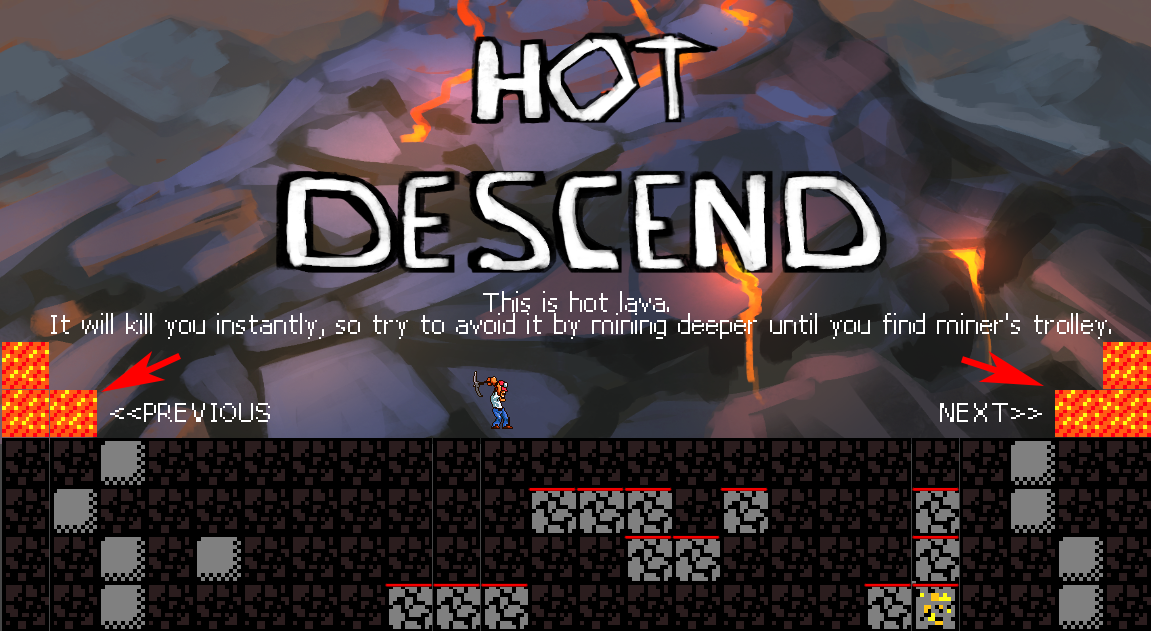 HOT
DESCEND
This is hot lava.
It will kill you instantly, so try to avoid it by mining deeper until you find miner's trolley.
<<PREVIOUS
NEXT>>